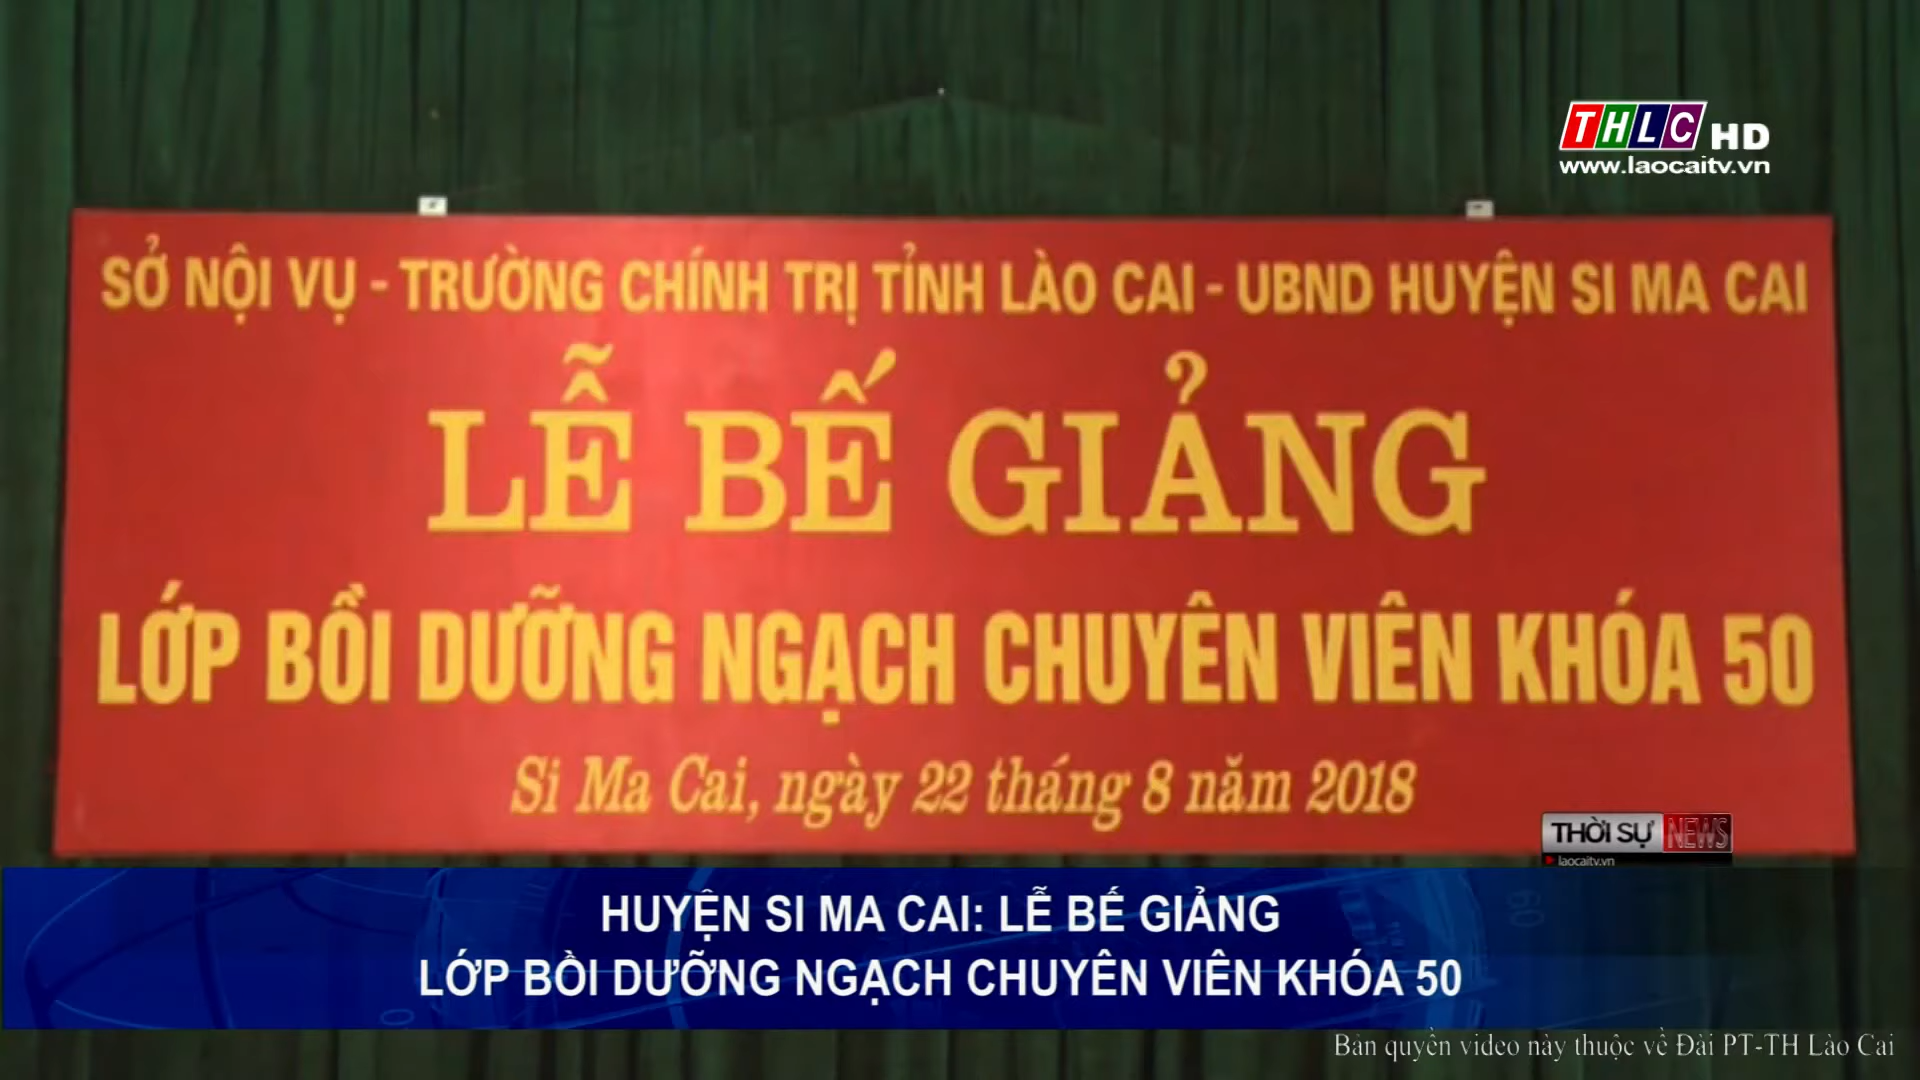 THLC HD
www.laocaitv.vn
SỞ NỘI VỤ - TRƯỜNG CHÍNH TRỊ TỈNH LÀO CAI - UBND HUYỆN SI MA CAI
LỄ BẾ GIẢNG
LỚP BỒI DƯỠNG NGẠCH CHUYÊN VIÊN KHÓA 50
Si Ma Cai, ngày 22 tháng 8 năm 2018
THỜI SỰ NEWS
laocaitv.vn
HUYỆN SI MA CAI: LỄ BẾ GIẢNG
LỚP BỒI DƯỠNG NGẠCH CHUYÊN VIÊN KHÓA 50
60
0
Bản quyền video này thuộc về Đài PT-TH Lào Cai